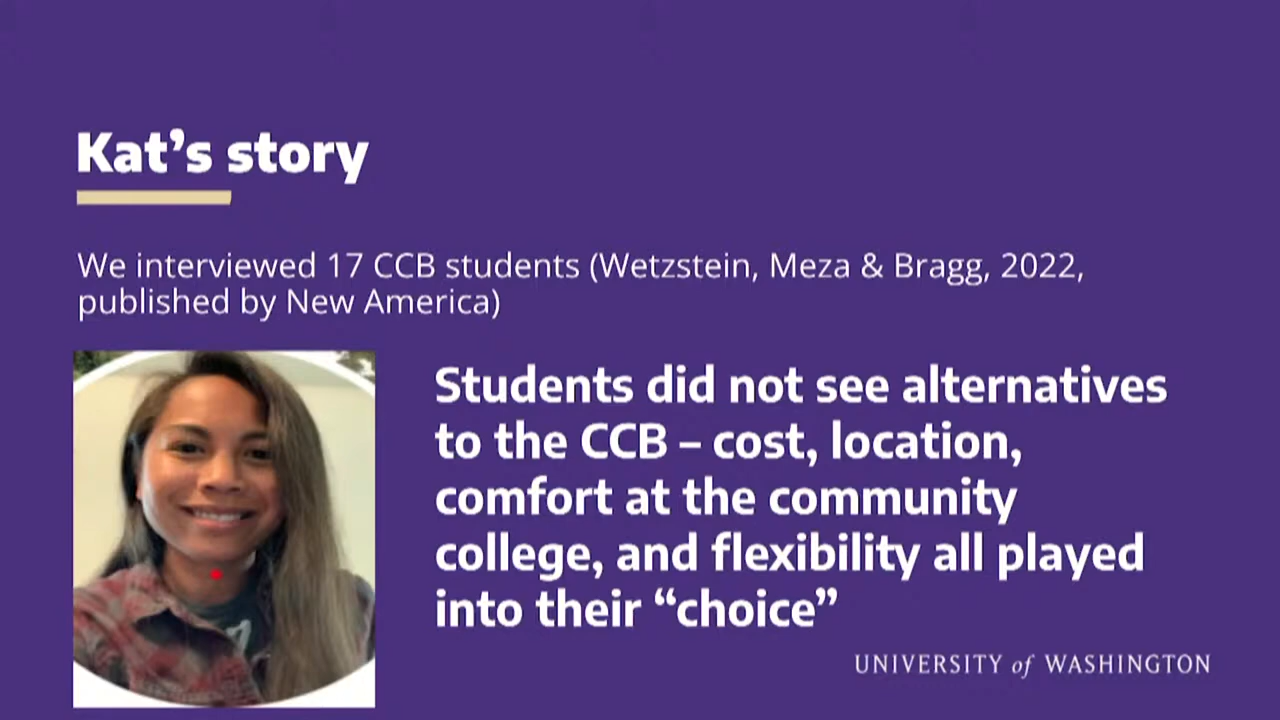 Kat’s story
We interviewed 17 CCB students (Wetzstein, Meza & Bragg, 2022,
published by New America)
Students did not see alternatives
to the CCB – cost, location,
comfort at the community
college, and flexibility all played
into their “choice”
UNIVERSITY of WASHINGTON